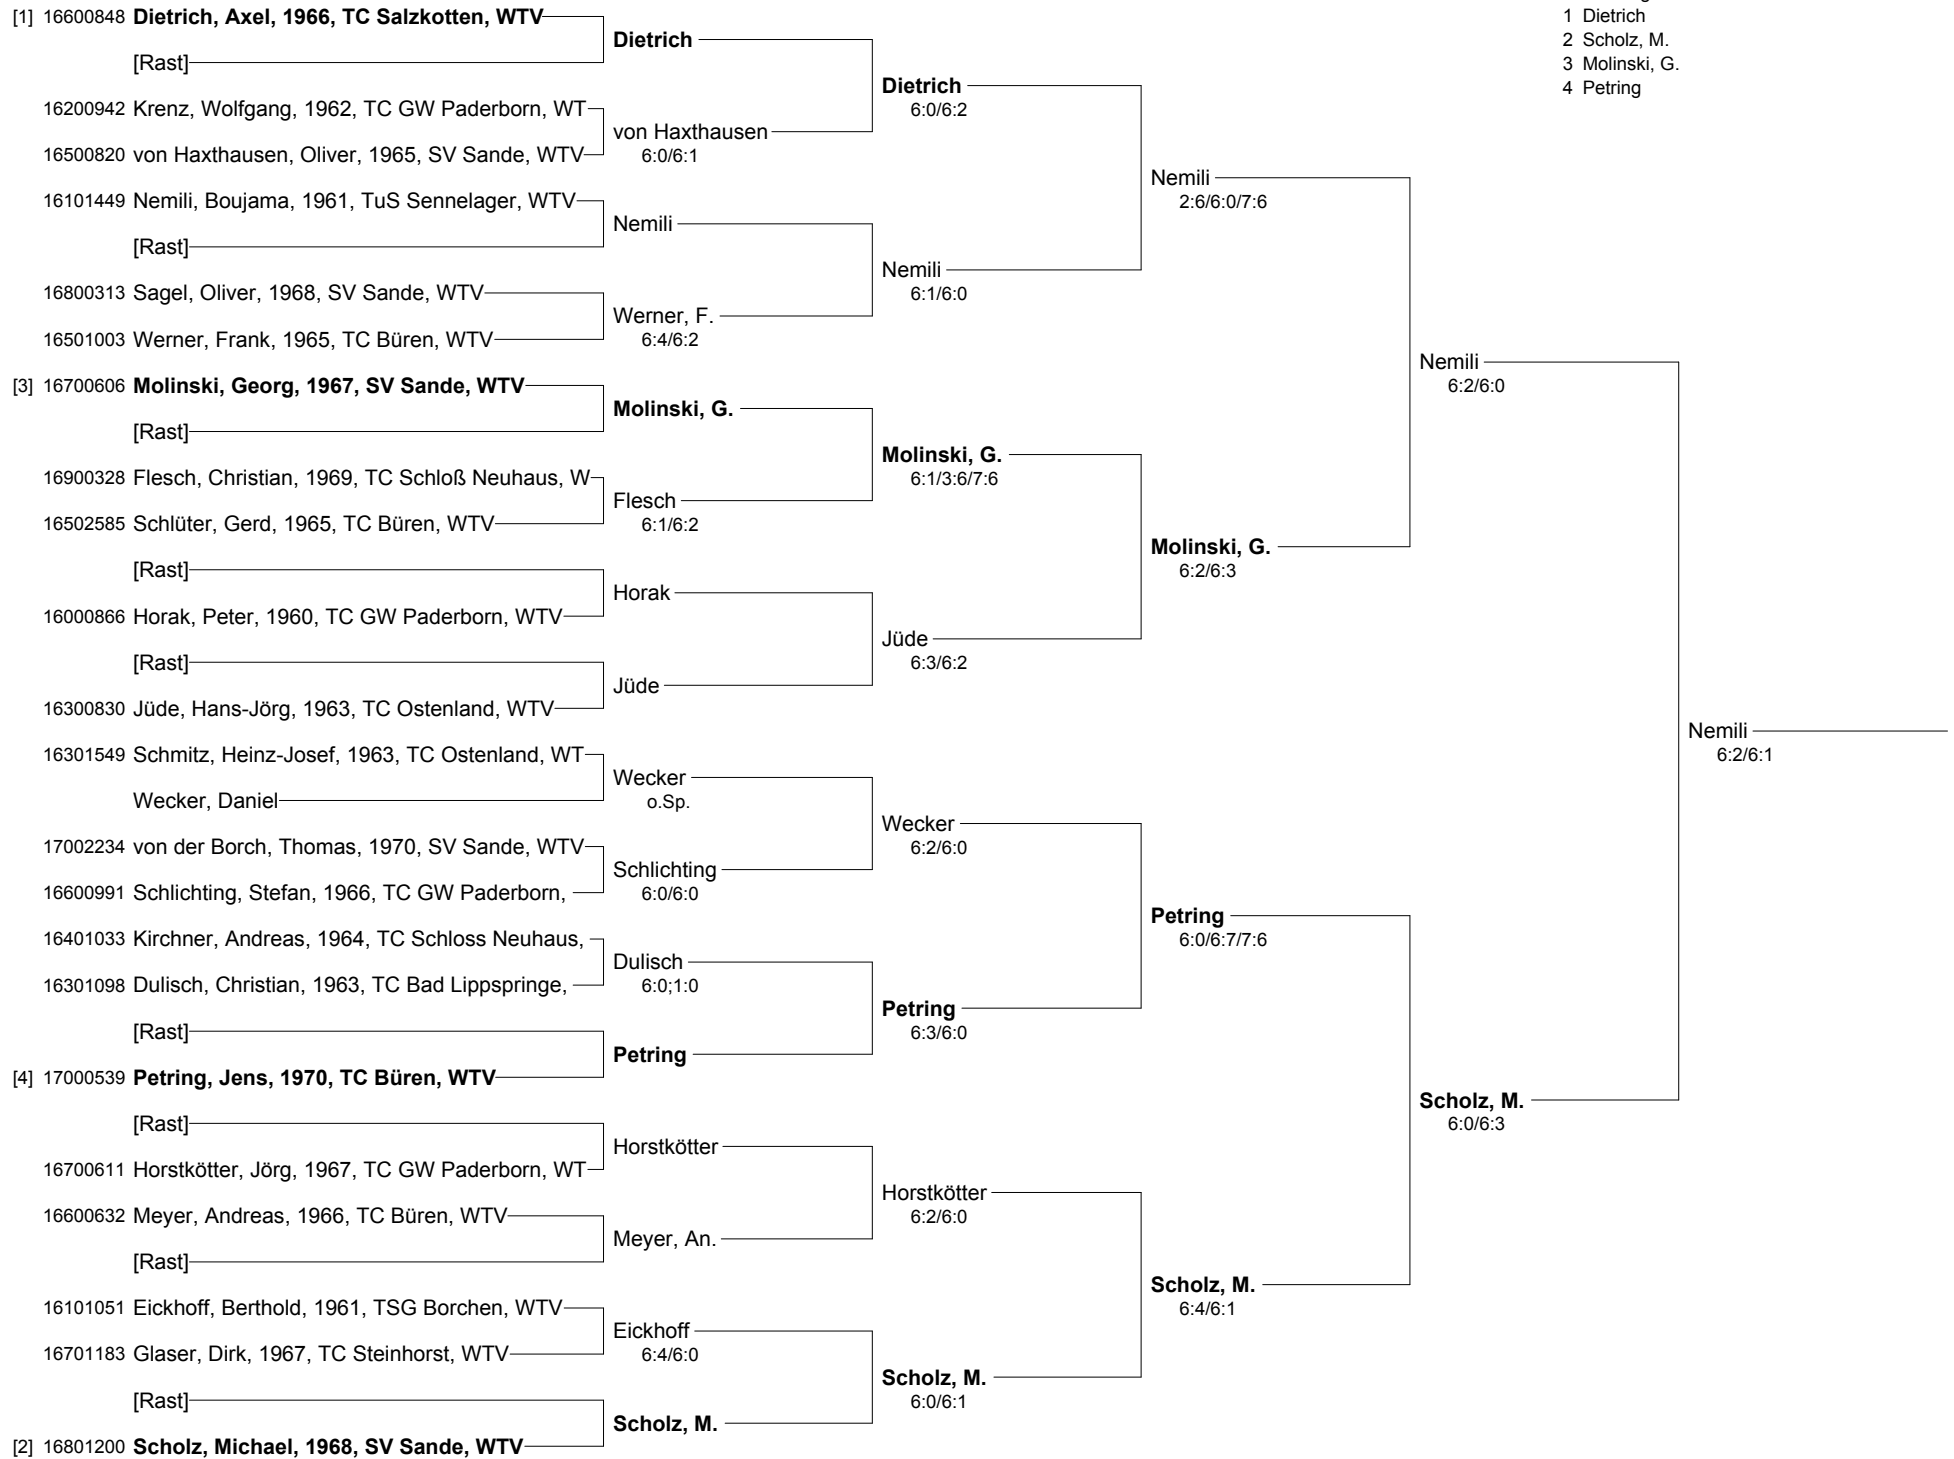 1 Dietrich
2 Scholz, M.
3 Molinski, G.
4 Petring
[1] 16600848 Dietrich, Axel, 1966, TC Salzkotten, WTV
[Rast]
16200942 Krenz, Wolfgang, 1962, TC GW Paderborn, WT
16500820 von Haxthausen, Oliver, 1965, SV Sande, WTV
16101449 Nemili, Boujama, 1961, TuS Sennelager, WTV
[Rast]
16800313 Sagel, Oliver, 1968, SV Sande, WTV
16501003 Werner, Frank, 1965, TC Büren, WTV
[3] 16700606 Molinski, Georg, 1967, SV Sande, WTV
[Rast]
16900328 Flesch, Christian, 1969, TC Schloß Neuhaus, W
16502585 Schlüter, Gerd, 1965, TC Büren, WTV
[Rast]
16000866 Horak, Peter, 1960, TC GW Paderborn, WTV
[Rast]
16300830 Jüde, Hans-Jörg, 1963, TC Ostenland, WTV
16301549 Schmitz, Heinz-Josef, 1963, TC Ostenland, WT
Wecker, Daniel
17002234 von der Borch, Thomas, 1970, SV Sande, WTV
16600991 Schlichting, Stefan, 1966, TC GW Paderborn,
16401033 Kirchner, Andreas, 1964, TC Schloss Neuhaus,
16301098 Dulisch, Christian, 1963, TC Bad Lippspringe,
[Rast]
[4] 17000539 Petring, Jens, 1970, TC Büren, WTV
[Rast]
16700611 Horstkötter, Jörg, 1967, TC GW Paderborn, WT
16600632 Meyer, Andreas, 1966, TC Büren, WTV
[Rast]
16101051 Eickhoff, Berthold, 1961, TSG Borchen, WTV
16701183 Glaser, Dirk, 1967, TC Steinhorst, WTV
[Rast]
[2] 16801200 Scholz, Michael, 1968, SV Sande, WTV
Dietrich
von Haxthausen
6:0/6:1
Nemili
Werner, F.
6:4/6:2
Molinski, G.
Flesch
6:1/6:2
Horak
Jüde
Wecker
o.Sp.
Schlichting
6:0/6:0
Dulisch
6:0;1:0
Petring
Horstkötter
Meyer, An.
Eickhoff
6:4/6:0
Scholz, M.
Dietrich
6:0/6:2
Nemili
6:1/6:0
Molinski, G.
6:1/3:6/7:6
Jüde
6:3/6:2
Wecker
6:2/6:0
Petring
6:3/6:0
Horstkötter
6:2/6:0
Scholz, M.
6:0/6:1
Nemili
2:6/6:0/7:6
Molinski, G.
6:2/6:3
Petring
6:0/6:7/7:6
Scholz, M.
6:4/6:1
Nemili
6:2/6:0
Scholz, M.
6:0/6:3
Nemili
6:2/6:1